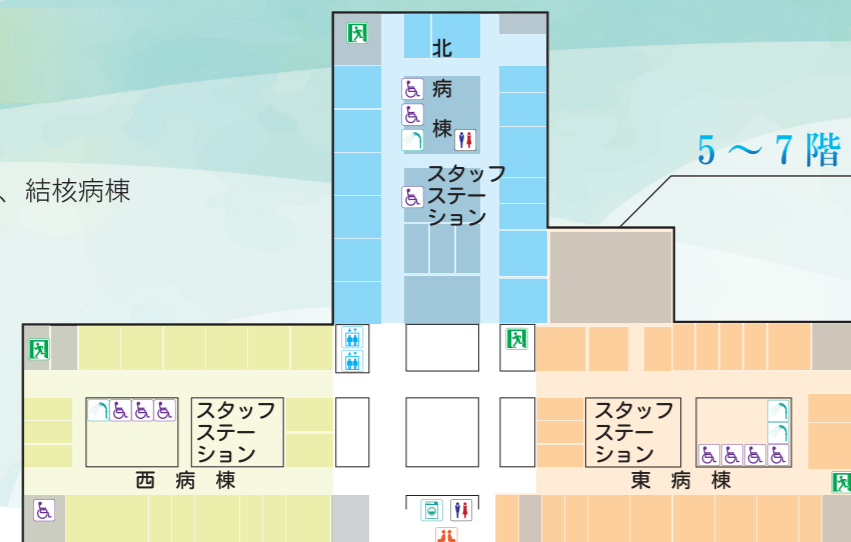 北
病
棟
5～7階
、結核病棟
スタッフ
ステー
ション
スタッフ
ステー
ション
スタッフ
ステー
ション
西病棟
東病棟